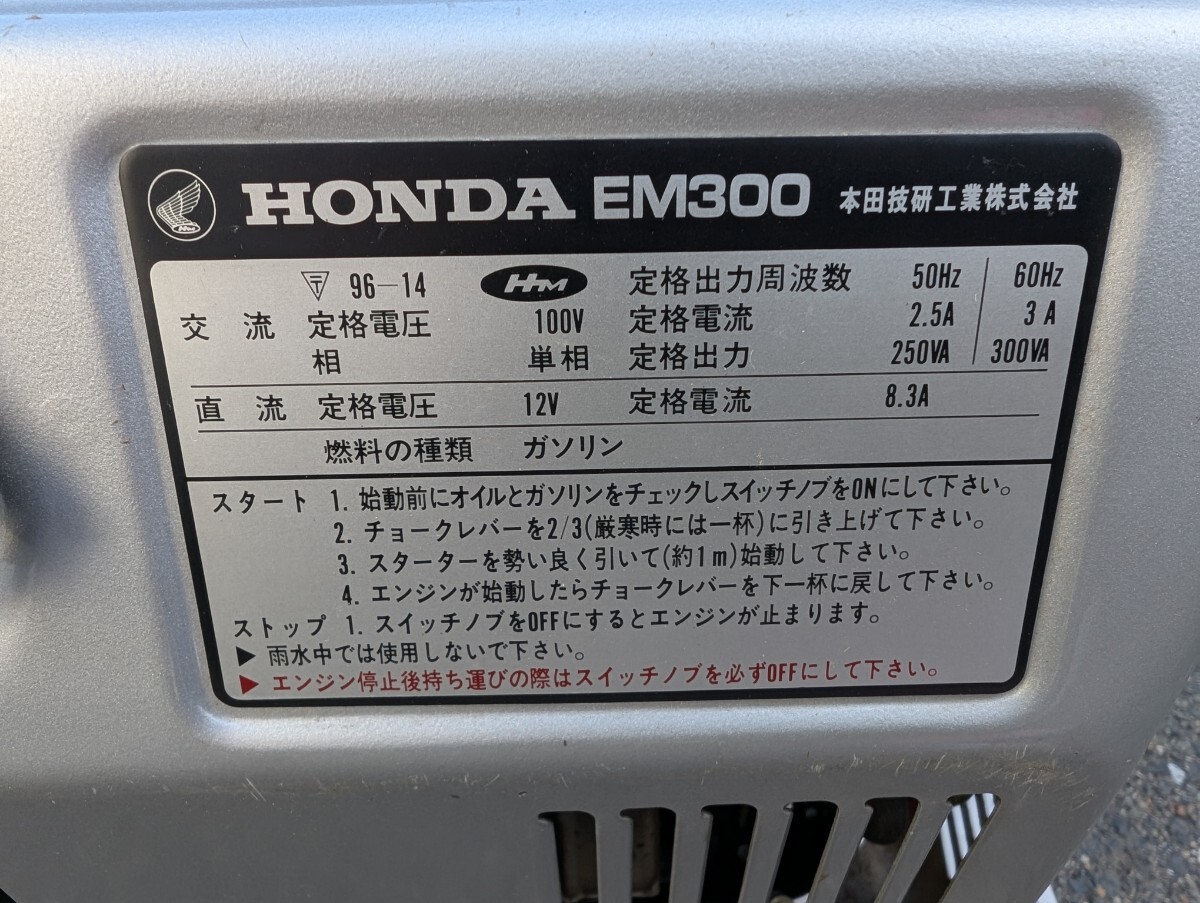 HONDA EM300 本田技研工業株式会社
〒 96-14 HM 定格出力周波数 50Hz 60Hz
交流 定格電圧 100V 定格電流 2.5A 3A
相 単相 定格出力 250VA 300VA
直流 定格電圧 12V 定格電流 8.3A
燃料の種類 ガソリン
スタート 1. 始動前にオイルとガソリンをチェックしスイッチノブをONにして下さい。
2. チョークレバーを2/3(厳寒時には一杯)に引き上げて下さい。
3. スターターを勢い良く引いて(約1m)始動して下さい。
4. エンジンが始動したらチョークレバーを下一杯に戻して下さい。
ストップ 1. スイッチノブをOFFにするとエンジンが止まります。
▶ 雨水中では使用しないで下さい。
▶ エンジン停止後持ち運びの際はスイッチノブを必ずOFFにして下さい。